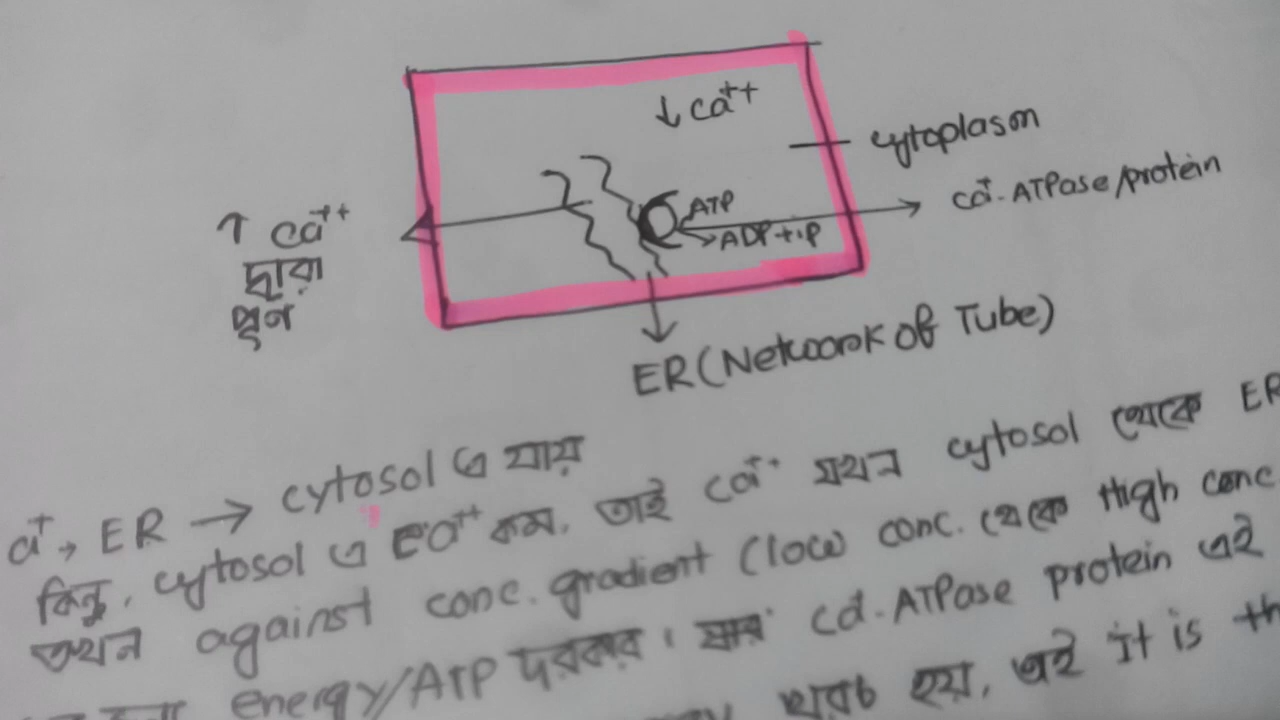 ↓ ca++
cytoplasm
ATP
ADP + iP
ca+. ATPase/protein
↑ ca++
দ্বারা
পূর্ন
ER (Network of Tube)
ER → cytosol এ যায়
কিন্তু, cytosol এ ca++ কম. তাই ca++ যখন cytosol থেকে ER
তখন against conc. gradient (low conc. থেকে High conc
energy/ATP দরকার। যার ca+. ATPase protein এই
খরচ হয়, এই it is th